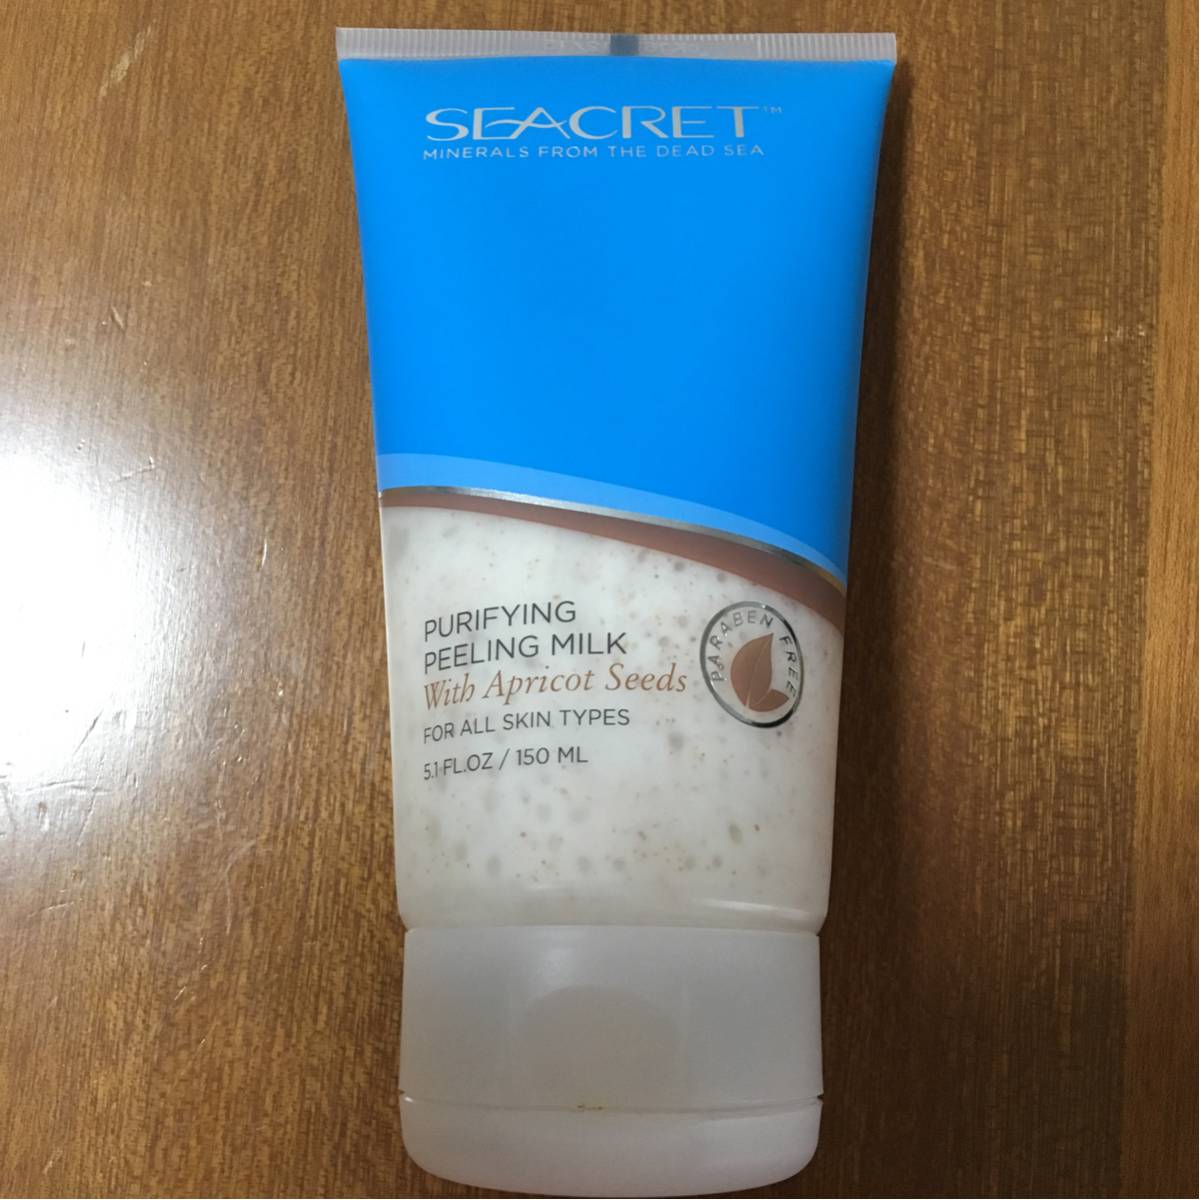 SEACRET™
MINERALS FROM THE DEAD SEA
PURIFYING
PEELING MILK
With Apricot Seeds
FOR ALL SKIN TYPES
5.1 FL.OZ / 150 ML
PARABEN FREE